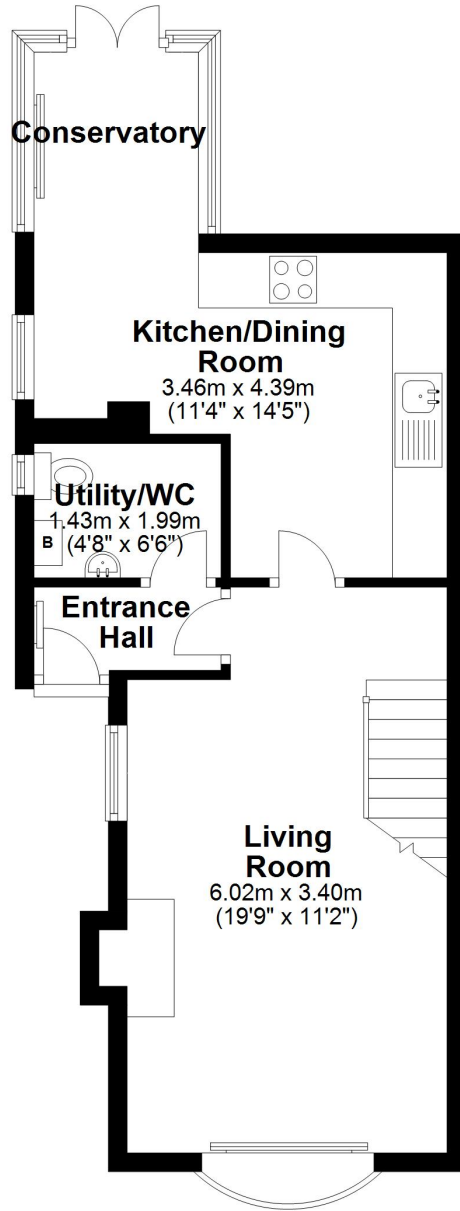 Conservatory
Kitchen/Dining
Room
3.46m x 4.39m
(11'4" x 14'5")
Utility/WC
1.43m x 1.99m
(4'8" x 6'6")
B
Entrance
Hall
Living
Room
6.02m x 3.40m
(19'9" x 11'2")